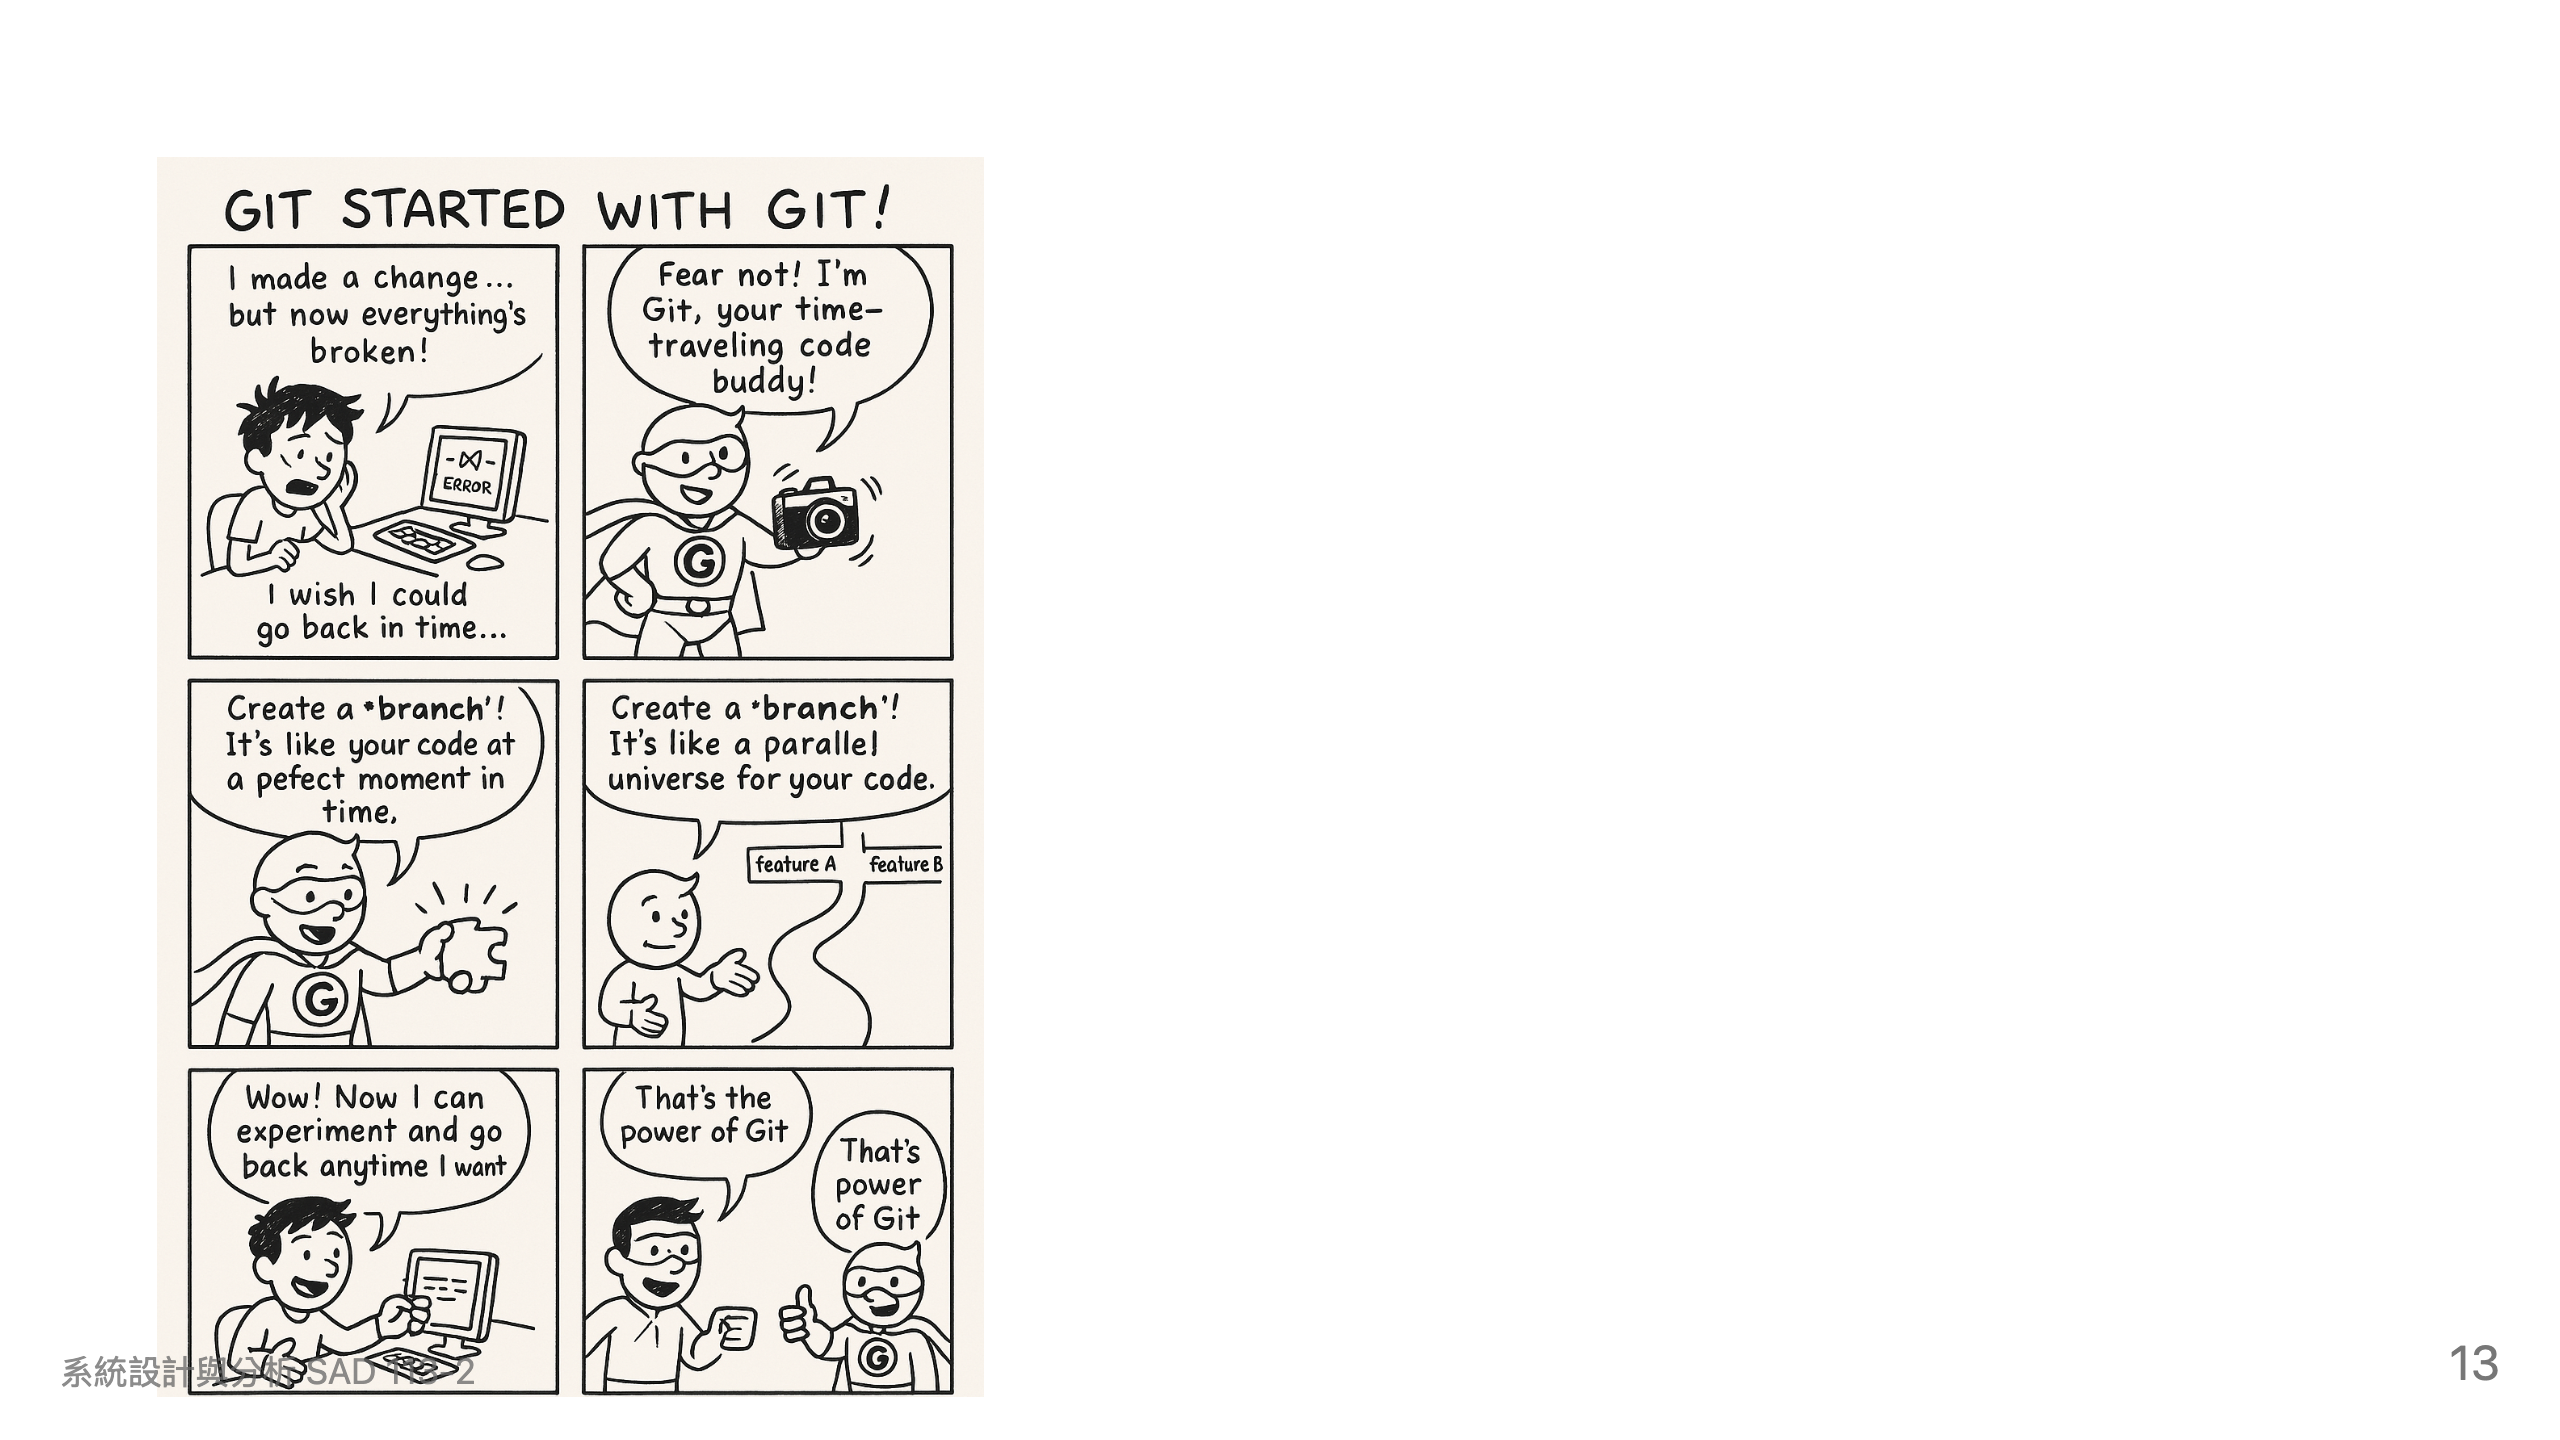 GIT STARTED WITH GIT!
I made a change...
but now everything's
broken!
ERROR
I wish I could
go back in time...
Fear not! I'm
Git, your time-
traveling code
buddy!
G
Create a *branch'!
It's like your code at
a pefect moment in
time,
G
Create a *branch'!
It's like a parallel
universe for your code.
feature A
feature B
Wow! Now I can
experiment and go
back anytime I want
That's the
power of Git
That's
power
of Git
G
系統設計與分析 SAD 113-2
13